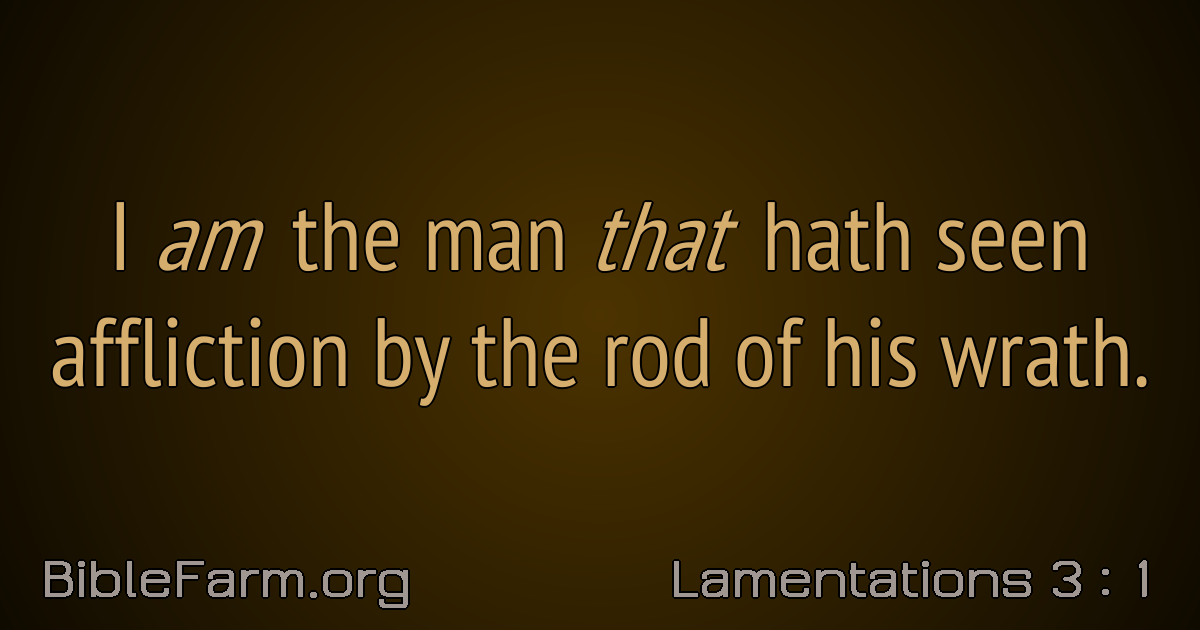 I am the man that hath seen
affliction by the rod of his wrath.
BibleFarm.org
Lamentations 3 : 1